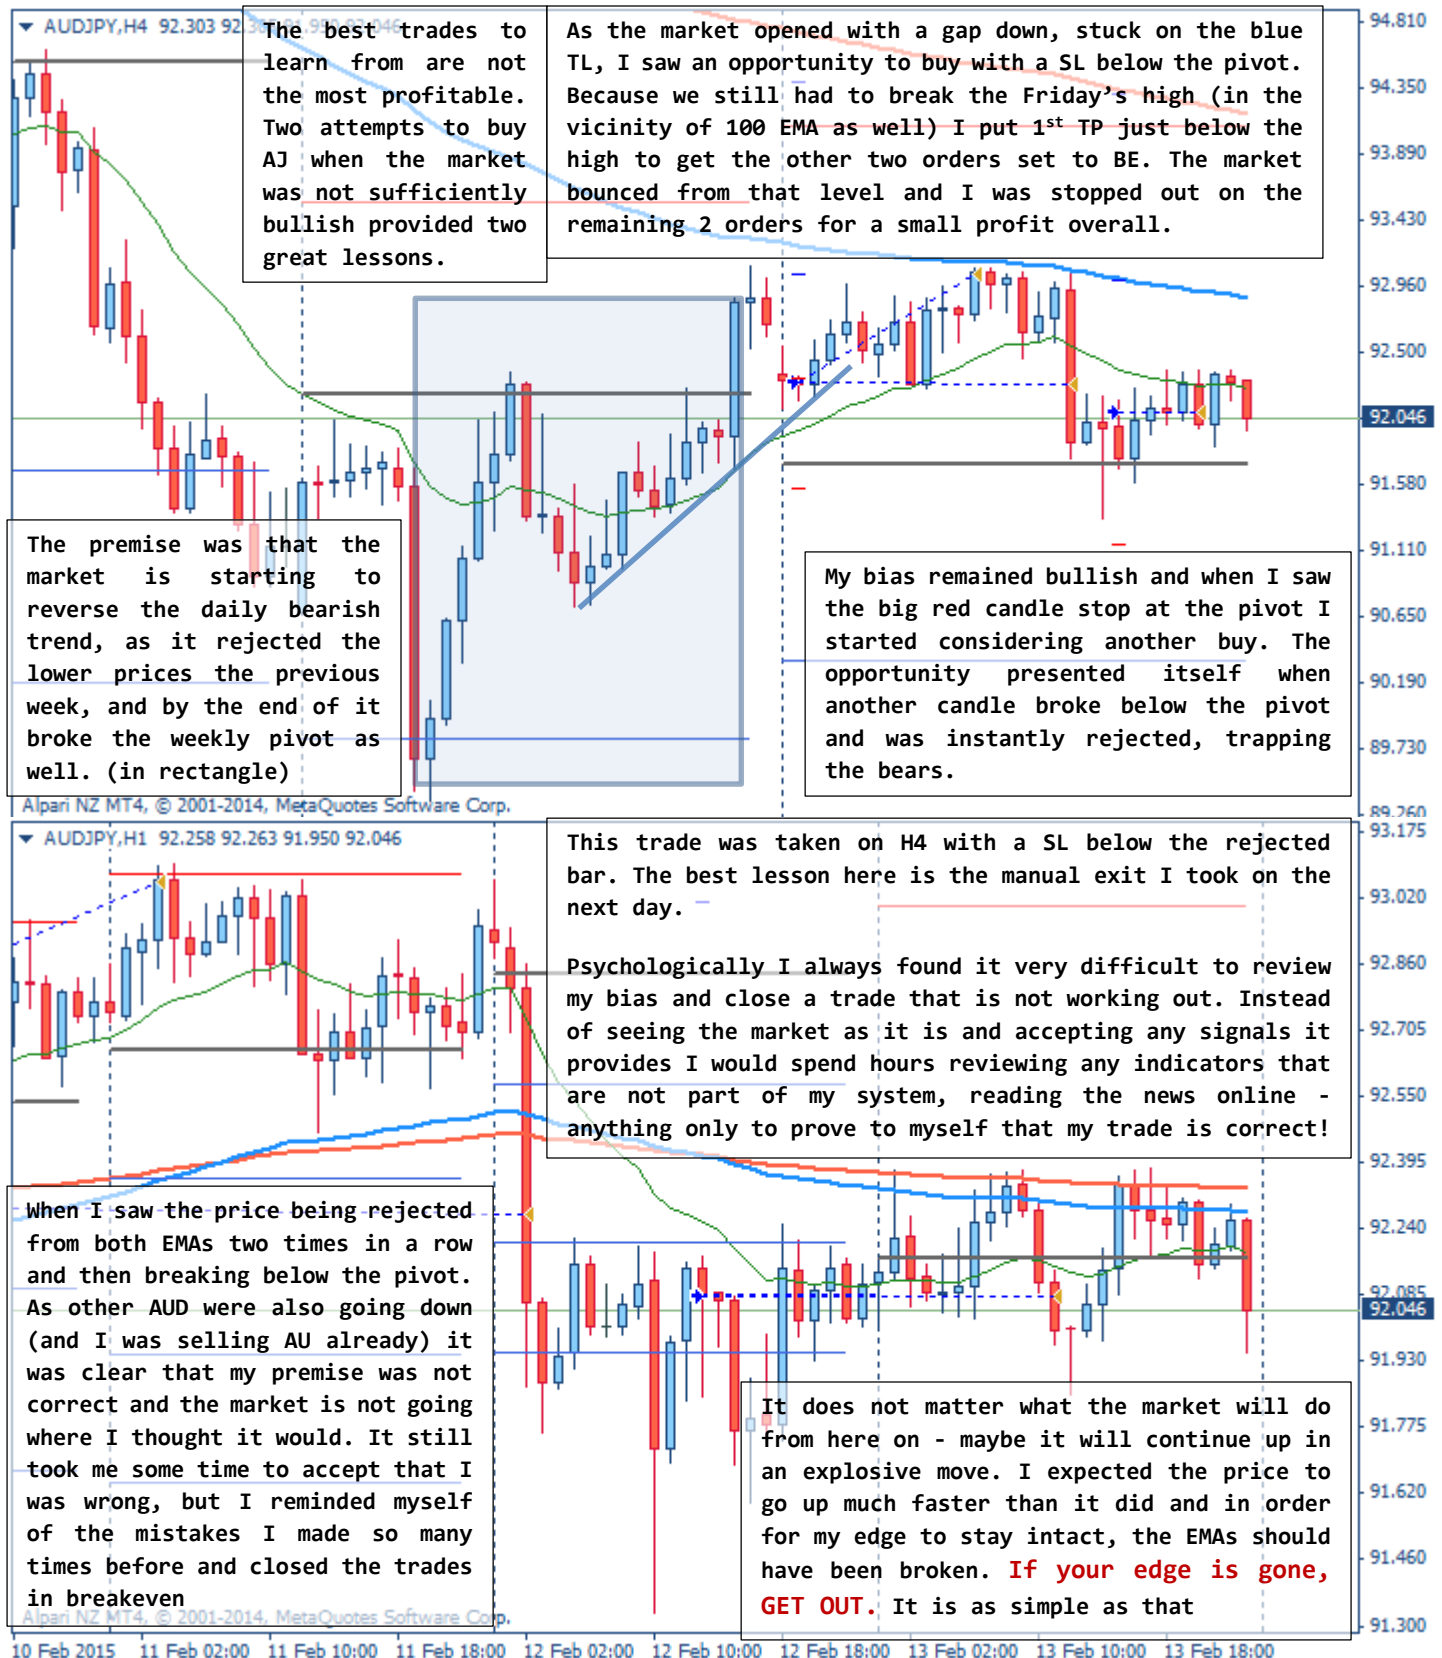 AUDJPY,H4 92.303 92.3
The best trades to
learn from are not
the most profitable.
Two attempts to buy
AJ when the market
was not sufficiently
bullish provided two
great lessons.
As the market opened with a gap down, stuck on the blue
TL, I saw an opportunity to buy with a SL below the pivot.
Because we still had to break the Friday's high (in the
vicinity of 100 EMA as well) I put 1st TP just below the
high to get the other two orders set to BE. The market
bounced from that level and I was stopped out on the
remaining 2 orders for a small profit overall.
94.810
94.350
93.890
93.430
92.960
92.500
92.046
91.580
91.110
90.650
90.190
89.730
89.260
The premise was that the
market is starting to
reverse the daily bearish
trend, as it rejected the
lower prices the previous
week, and by the end of it
broke the weekly pivot as
well. (in rectangle)
My bias remained bullish and when I saw
the big red candle stop at the pivot I
started considering another buy. The
opportunity presented itself when
another candle broke below the pivot
and was instantly rejected, trapping
the bears.
Alpari NZ MT4, © 2001-2014, MetaQuotes Software Corp.
AUDJPY,H1 92.258 92.263 91.950 92.046
This trade was taken on H4 with a SL below the rejected
bar. The best lesson here is the manual exit I took on the
next day.
Psychologically I always found it very difficult to review
my bias and close a trade that is not working out. Instead
of seeing the market as it is and accepting any signals it
provides I would spend hours reviewing any indicators that
are not part of my system, reading the news online -
anything only to prove to myself that my trade is correct!
93.175
93.020
92.860
92.705
92.550
92.395
92.240
92.085
92.046
91.930
91.775
91.620
91.460
91.300
When I saw the price being rejected
from both EMAs two times in a row
and then breaking below the pivot.
As other AUD were also going down
(and I was selling AU already) it
was clear that my premise was not
correct and the market is not going
where I thought it would. It still
took me some time to accept that I
was wrong, but I reminded myself
of the mistakes I made so many
times before and closed the trades
in breakeven
It does not matter what the market will do
from here on - maybe it will continue up in
an explosive move. I expected the price to
go up much faster than it did and in order
for my edge to stay intact, the EMAs should
have been broken. If your edge is gone,
GET OUT. It is as simple as that
Alpari NZ MT4, © 2001-2014, MetaQuotes Software Corp.
10 Feb 2015 11 Feb 02:00 11 Feb 10:00 11 Feb 18:00 12 Feb 02:00 12 Feb 10:00 12 Feb 18:00 13 Feb 02:00 13 Feb 10:00 13 Feb 18:00